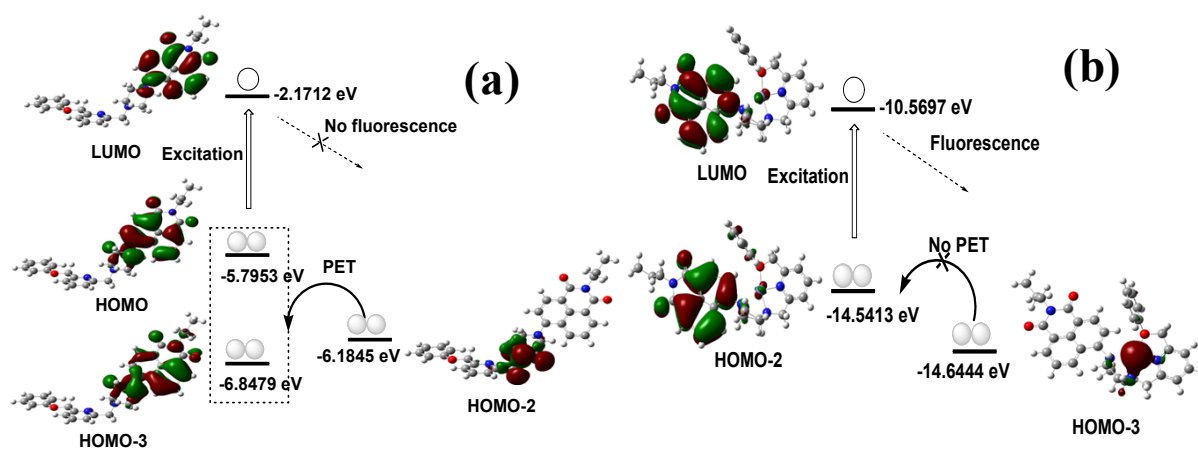 (a)
-2.1712 eV
No fluorescence
LUMO
Excitation
-5.7953 eV
HOMO
PET
-6.1845 eV
-6.8479 eV
HOMO-3
HOMO-2
(b)
-10.5697 eV
Fluorescence
LUMO
Excitation
No PET
-14.5413 eV
HOMO-2
-14.6444 eV
HOMO-3